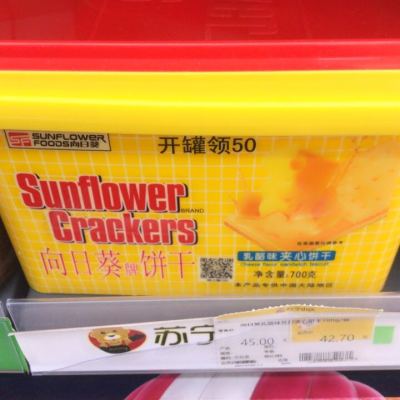 SUNFLOWER
FOODS向日葵
开罐领50
Sunflower
BRAND
Crackers
向日葵牌饼干
乳酪味夹心饼干
Cheese flavor sandwich biscuit
净含量:700克
本产品专供中国大陆地区
苏宁
45.00
42.70